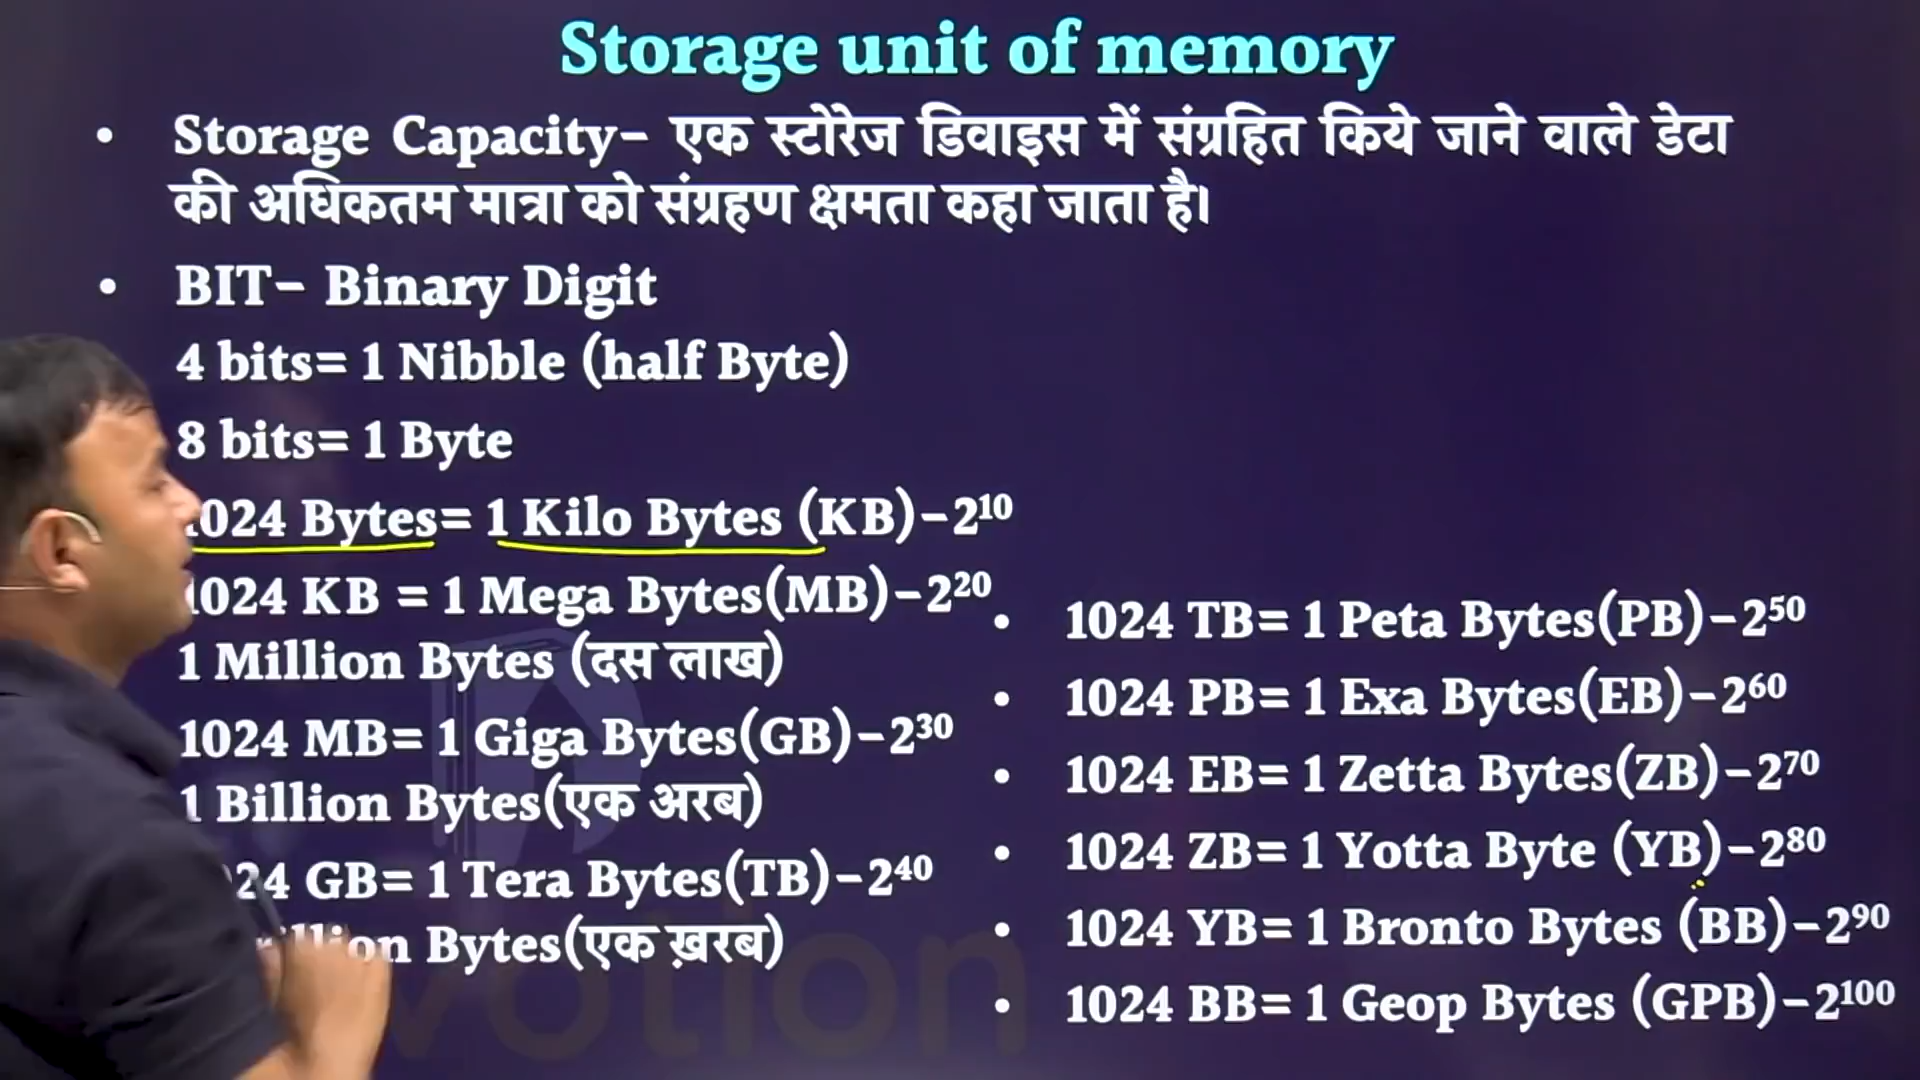 Storage unit of memory
• Storage Capacity– एक स्टोरेज डिवाइस में संग्रहित किये जाने वाले डेटा
की अधिकतम मात्रा को संग्रहण क्षमता कहा जाता है।
• BIT– Binary Digit
4 bits= 1 Nibble (half Byte)
8 bits= 1 Byte
1024 Bytes= 1 Kilo Bytes (KB)–2¹⁰
1024 KB = 1 Mega Bytes(MB)–2²⁰
1 Million Bytes (दस लाख)
1024 MB= 1 Giga Bytes(GB)–2³⁰
1 Billion Bytes(एक अरब)
24 GB= 1 Tera Bytes(TB)–2⁴⁰
Bytes(एक ख़रब)
• 1024 TB= 1 Peta Bytes(PB)–2⁵⁰
• 1024 PB= 1 Exa Bytes(EB)–2⁶⁰
• 1024 EB= 1 Zetta Bytes(ZB)–2⁷⁰
• 1024 ZB= 1 Yotta Byte (YB)–2⁸⁰
• 1024 YB= 1 Bronto Bytes (BB)–2⁹⁰
• 1024 BB= 1 Geop Bytes (GPB)–2¹⁰⁰